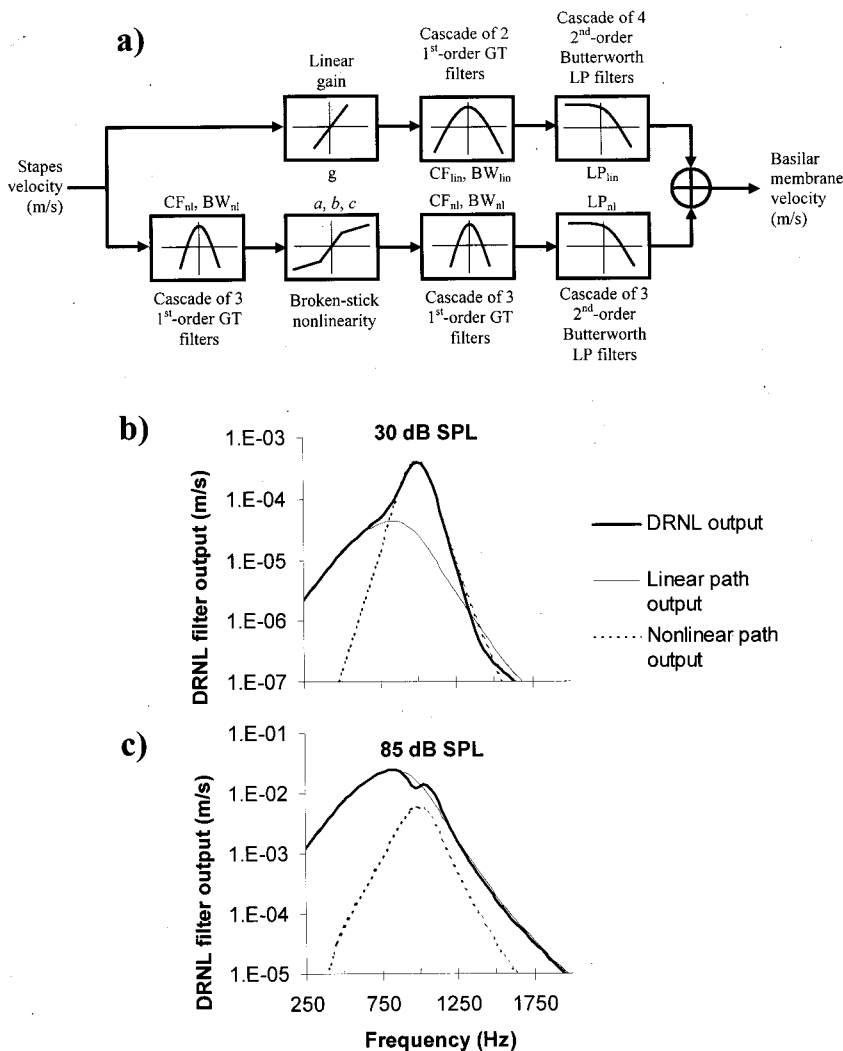 a)
Cascade of 2
1st-order GT
filters
Cascade of 4
2nd-order
Butterworth
LP filters
Linear
gain
Stapes
velocity
(m/s)
g
CFlin, BWlin
LPlin
Basilar
membrane
velocity
(m/s)
CFnl, BWnl
a, b, c
CFnl, BWnl
LPnl
Cascade of 3
1st-order GT
filters
Broken-stick
nonlinearity
Cascade of 3
1st-order GT
filters
Cascade of 3
2nd-order
Butterworth
LP filters
b)
30 dB SPL
1.E-03
1.E-04
1.E-05
1.E-06
1.E-07
DRNL filter output (m/s)
DRNL output
Linear path
output
Nonlinear path
output
c)
85 dB SPL
1.E-01
1.E-02
1.E-03
1.E-04
1.E-05
DRNL filter output (m/s)
250 750 1250 1750
Frequency (Hz)